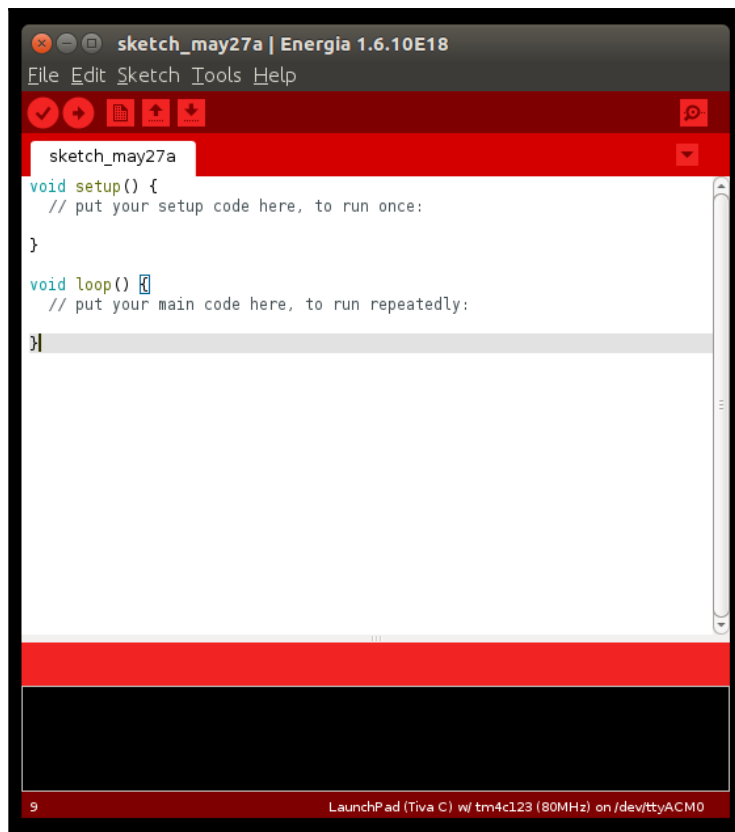 sketch_may27a | Energia 1.6.10E18
File Edit Sketch Tools Help
sketch_may27a
void setup() {
  // put your setup code here, to run once:
}
void loop() {
  // put your main code here, to run repeatedly:
}
9 LaunchPad (Tiva C) w/ tm4c123 (80MHz) on /dev/ttyACM0